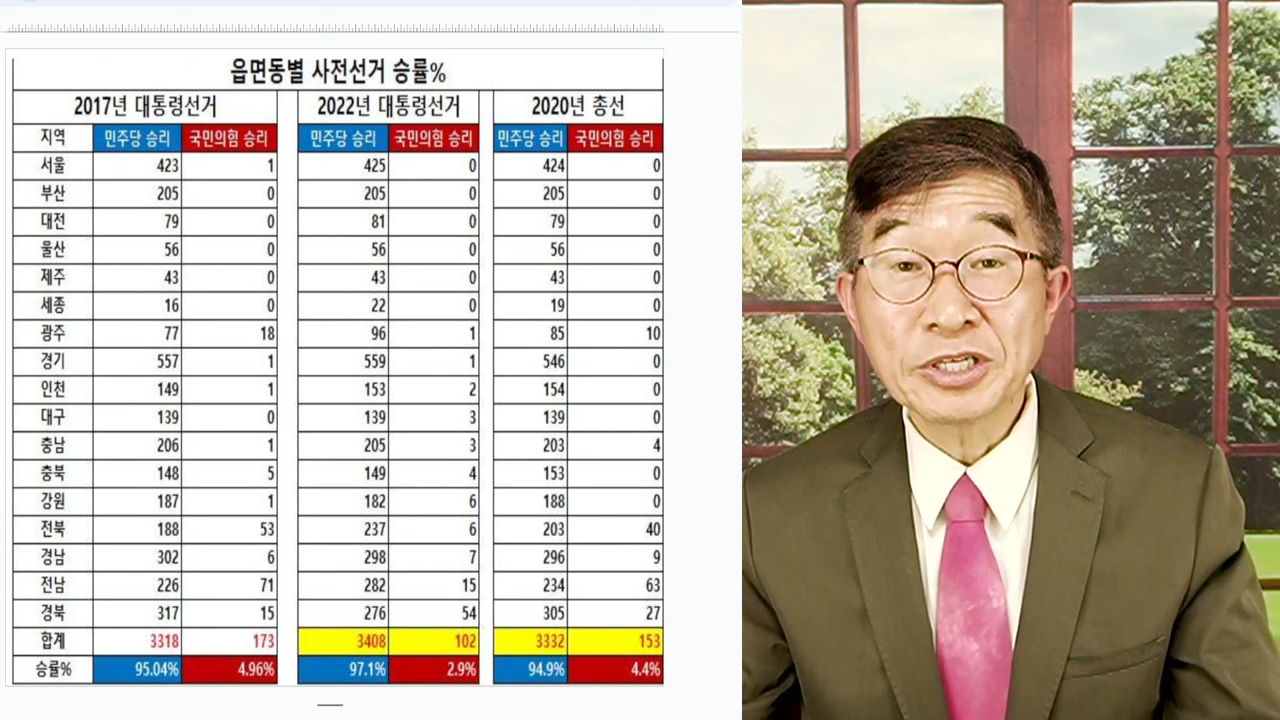 읍면동별 사전선거 승률%
2017년 대통령선거 2022년 대통령선거 2020년 총선
지역 민주당 승리 국민의힘 승리 민주당 승리 국민의힘 승리 민주당 승리 국민의힘 승리
서울 423 1 425 0 424 0
부산 205 0 205 0 205 0
대전 79 0 81 0 79 0
울산 56 0 56 0 56 0
제주 43 0 43 0 43 0
세종 16 0 22 0 19 0
광주 77 18 96 1 85 10
경기 557 1 559 1 546 0
인천 149 1 153 2 154 0
대구 139 0 139 3 139 0
충남 206 1 205 3 203 4
충북 148 5 149 4 153 0
강원 187 1 182 6 188 0
전북 188 53 237 6 203 40
경남 302 6 298 7 296 9
전남 226 71 282 15 234 63
경북 317 15 276 54 305 27
합계 3318 173 3408 102 3332 153
승률% 95.04% 4.96% 97.1% 2.9% 94.9% 4.4%